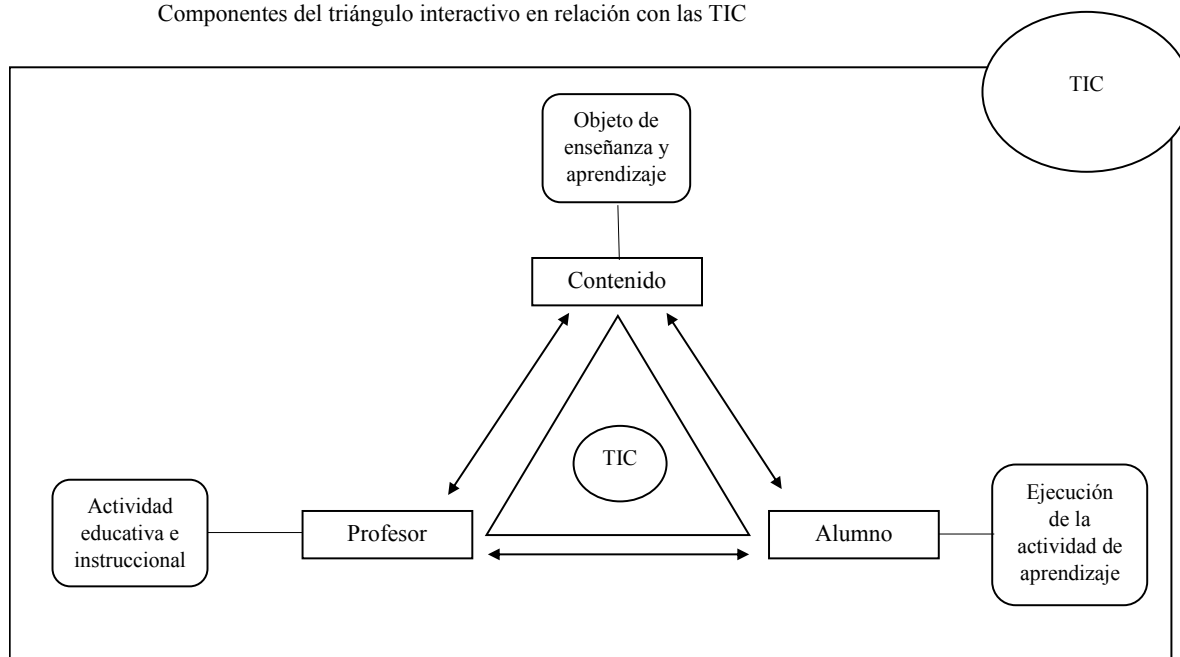 Componentes del triángulo interactivo en relación con las TIC
TIC
Objeto de
enseñanza y
aprendizaje
Contenido
TIC
Actividad
educativa e
instruccional
Profesor
Alumno
Ejecución
de la
actividad de
aprendizaje